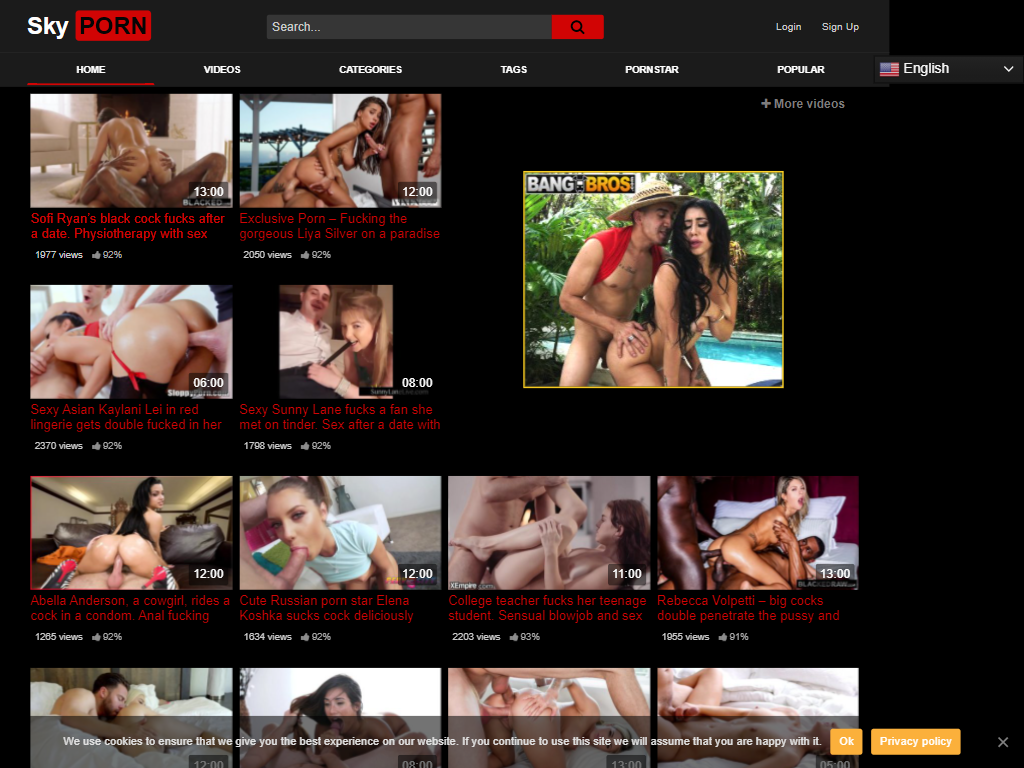 Sky PORN
Search...
Login Sign Up
HOME VIDEOS CATEGORIES TAGS PORNSTAR POPULAR
English
More videos
13:00
12:00
BANG BROS
Sofi Ryan's black cock fucks after
a date. Physiotherapy with sex
1977 views 92%
Exclusive Porn – Fucking the
gorgeous Liya Silver on a paradise
2050 views 92%
06:00
08:00
Sexy Asian Kaylani Lei in red
lingerie gets double fucked in her
2370 views 92%
Sexy Sunny Lane fucks a fan she
met on tinder. Sex after a date with
1798 views 92%
12:00
12:00
11:00
13:00
Abella Anderson, a cowgirl, rides a
cock in a condom. Anal fucking
1265 views 92%
Cute Russian porn star Elena
Koshka sucks cock deliciously
1634 views 92%
College teacher fucks her teenage
student. Sensual blowjob and sex
2203 views 93%
Rebecca Volpetti – big cocks
double penetrate the pussy and
1955 views 91%
We use cookies to ensure that we give you the best experience on our website. If you continue to use this site we will assume that you are happy with it. Ok Privacy policy
12:00
08:00
13:00
05:00